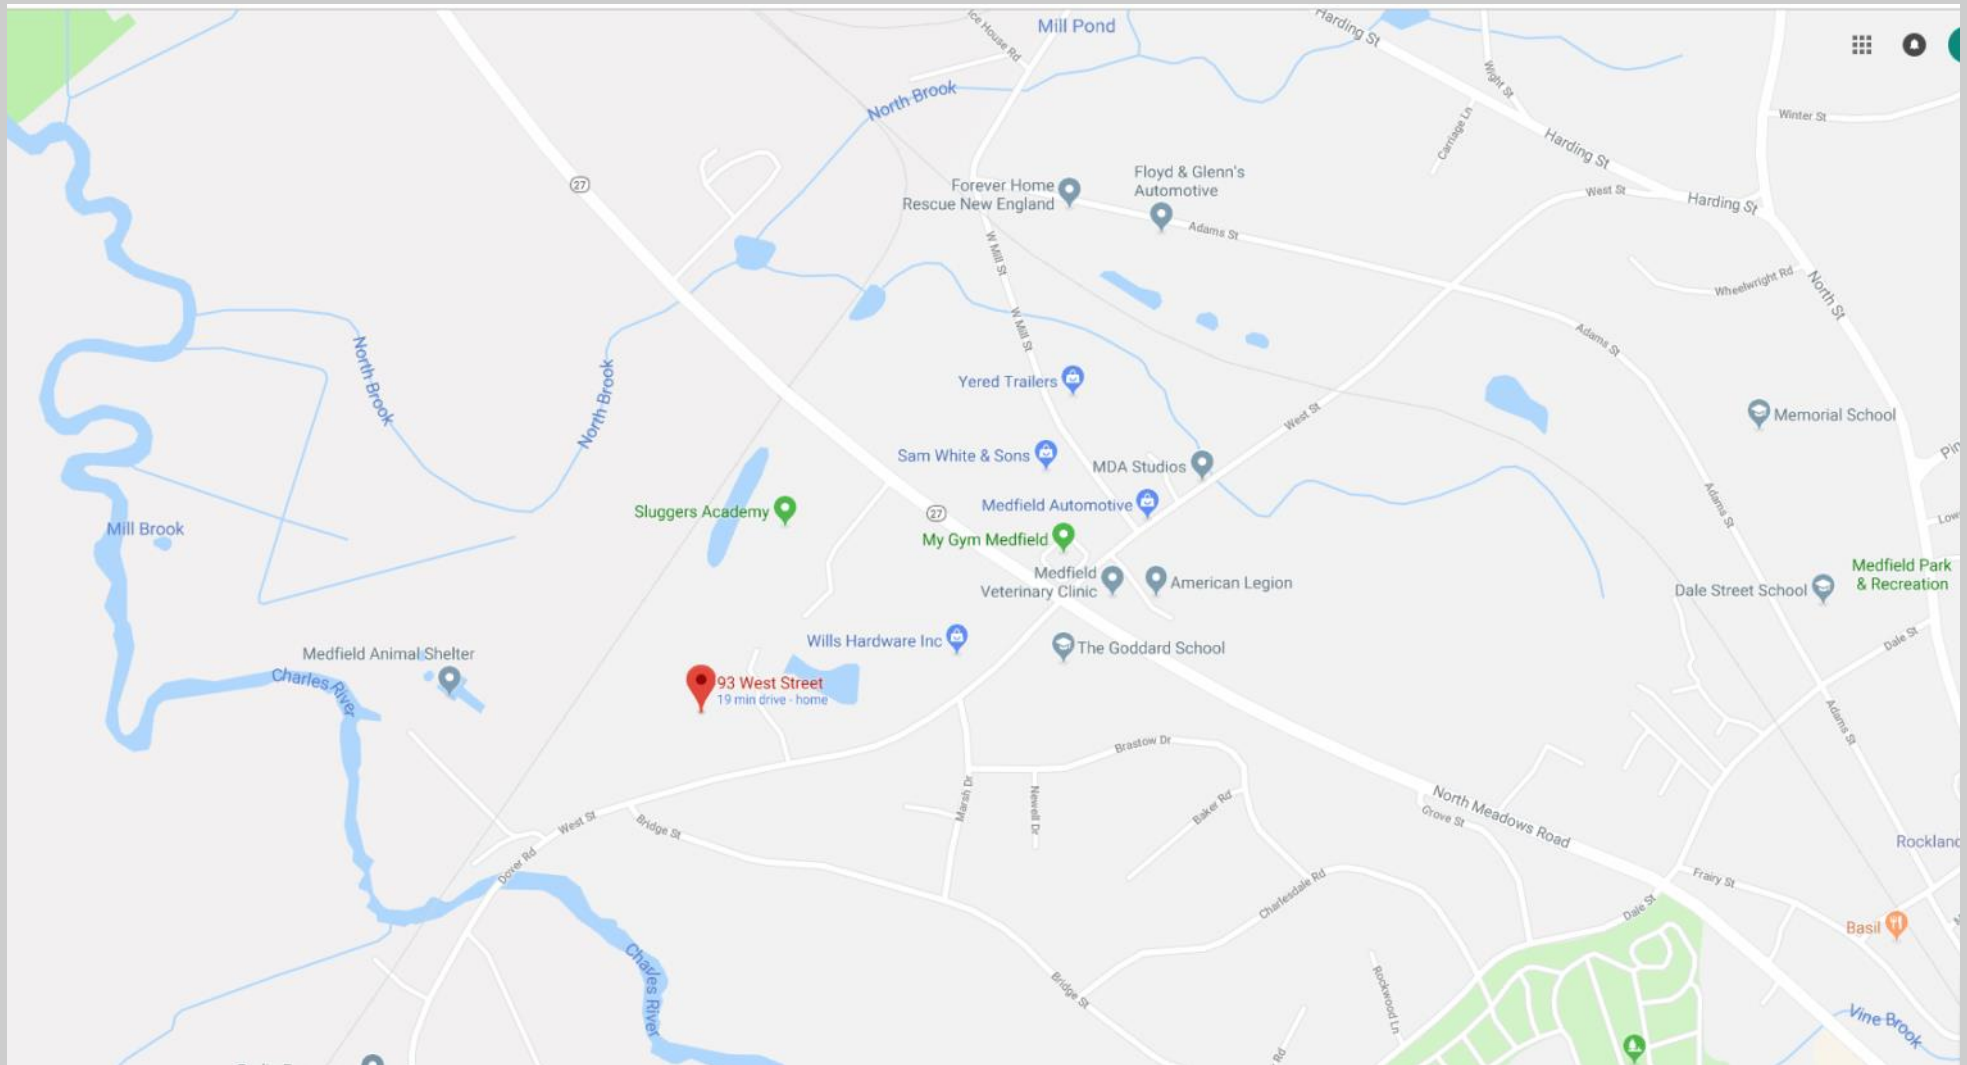 Ice House Rd
Mill Pond
Harding St
North Brook
Wight St
Carriage Ln
Harding St
Winter St
27
Forever Home
Rescue New England
Floyd & Glenn's
Automotive
Adams St
West St
Harding St
W Mill St
Wheelwright Rd
North St
W Mill St
North Brook
North Brook
Adams St
Yered Trailers
West St
Memorial School
Sam White & Sons
MDA Studios
Medfield Automotive
Adams St
Sluggers Academy
27
My Gym Medfield
Mill Brook
Medfield
Veterinary Clinic
American Legion
Dale Street School
Medfield Park
& Recreation
Wills Hardware Inc
The Goddard School
Dale St
Medfield Animal Shelter
Charles River
93 West Street
19 min drive - home
Adams St
Brastow Dr
Marsh Dr
Newell Dr
Baker Rd
North Meadows Road
Grove St
West St
Bridge St
Dover Rd
Charlesdale Rd
Frairy St
Dale St
Basil
Charles River
Bridge St
Rockwood Ln
Rd
Vine Brook